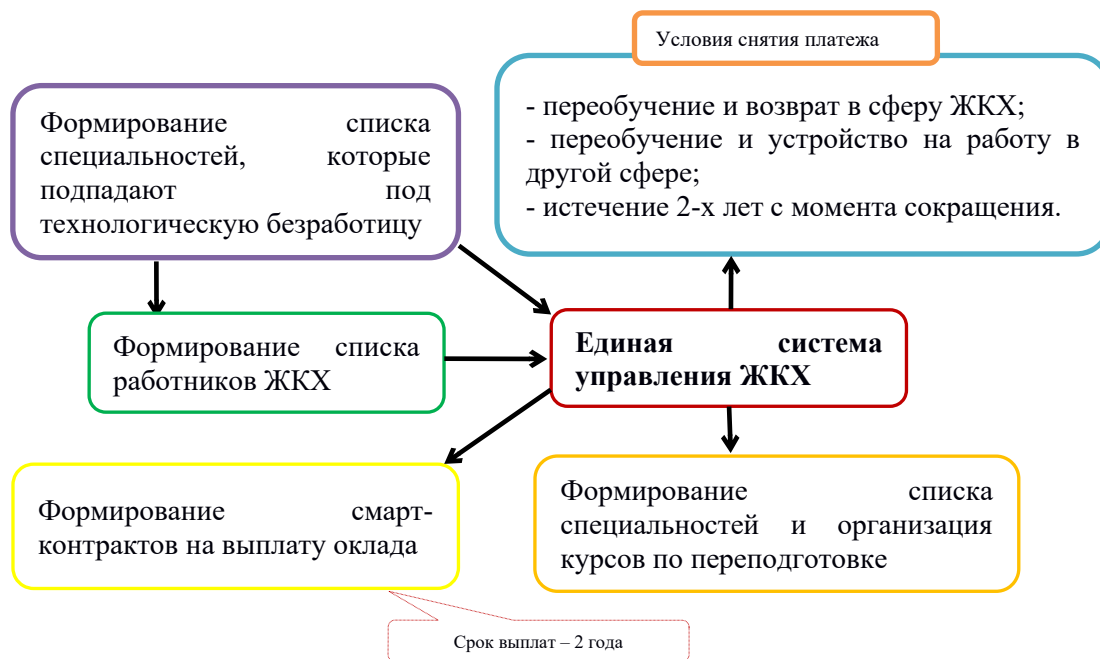 Условия снятия платежа
- переобучение и возврат в сферу ЖКХ;
- переобучение и устройство на работу в
другой сфере;
- истечение 2-х лет с момента сокращения.
Формирование списка
специальностей, которые
подпадают под
технологическую безработицу
Формирование списка
работников ЖКХ
Единая система
управления ЖКХ
Формирование смарт-
контрактов на выплату оклада
Формирование списка
специальностей и организация
курсов по переподготовке
Срок выплат – 2 года